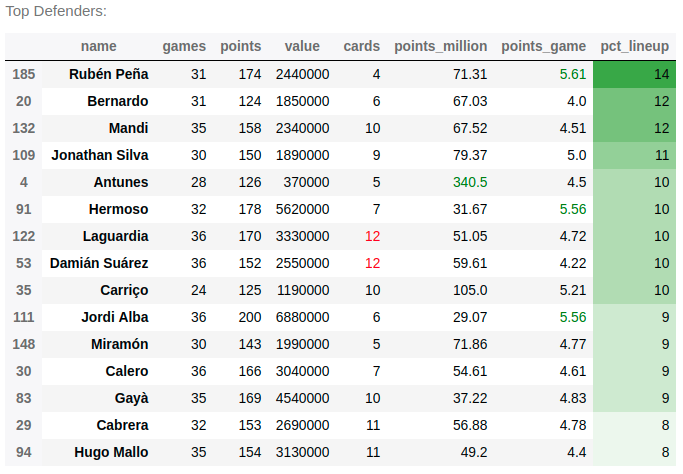 Top Defenders:
name games points value cards points_million points_game pct_lineup
185 Rubén Peña 31 174 2440000 4 71.31 5.61 14
20 Bernardo 31 124 1850000 6 67.03 4.0 12
132 Mandi 35 158 2340000 10 67.52 4.51 12
109 Jonathan Silva 30 150 1890000 9 79.37 5.0 11
4 Antunes 28 126 370000 5 340.5 4.5 10
91 Hermoso 32 178 5620000 7 31.67 5.56 10
122 Laguardia 36 170 3330000 12 51.05 4.72 10
53 Damián Suárez 36 152 2550000 12 59.61 4.22 10
35 Carriço 24 125 1190000 10 105.0 5.21 10
111 Jordi Alba 36 200 6880000 6 29.07 5.56 9
148 Miramón 30 143 1990000 5 71.86 4.77 9
30 Calero 36 166 3040000 7 54.61 4.61 9
83 Gayà 35 169 4540000 10 37.22 4.83 9
29 Cabrera 32 153 2690000 11 56.88 4.78 8
94 Hugo Mallo 35 154 3130000 11 49.2 4.4 8